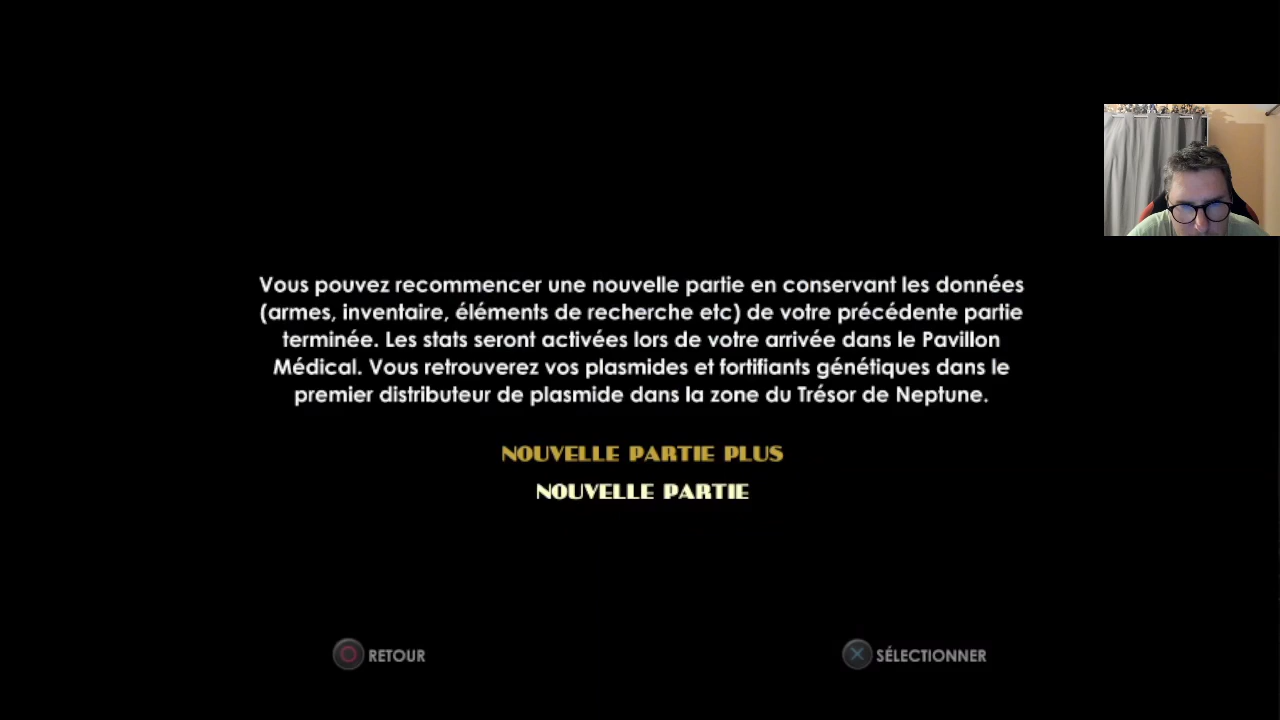 Vous pouvez recommencer une nouvelle partie en conservant les données
(armes, inventaire, éléments de recherche etc) de votre précédente partie
terminée. Les stats seront activées lors de votre arrivée dans le Pavillon
Médical. Vous retrouverez vos plasmides et fortifiants génétiques dans le
premier distributeur de plasmide dans la zone du Trésor de Neptune.
NOUVELLE PARTIE PLUS
NOUVELLE PARTIE
RETOUR
SÉLECTIONNER